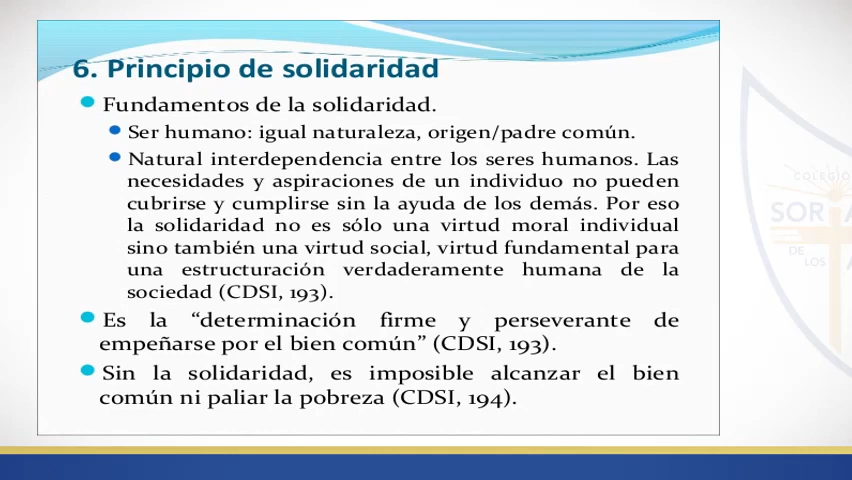 6. Principio de solidaridad
Fundamentos de la solidaridad.
Ser humano: igual naturaleza, origen/padre común.
Natural interdependencia entre los seres humanos. Las
necesidades y aspiraciones de un individuo no pueden
cubrirse y cumplirse sin la ayuda de los demás. Por eso
la solidaridad no es sólo una virtud moral individual
sino también una virtud social, virtud fundamental para
una estructuración verdaderamente humana de la
sociedad (CDSI, 193).
Es la “determinación firme y perseverante de
empeñarse por el bien común” (CDSI, 193).
Sin la solidaridad, es imposible alcanzar el bien
común ni paliar la pobreza (CDSI, 194).
COLEGIO
DE
LOS